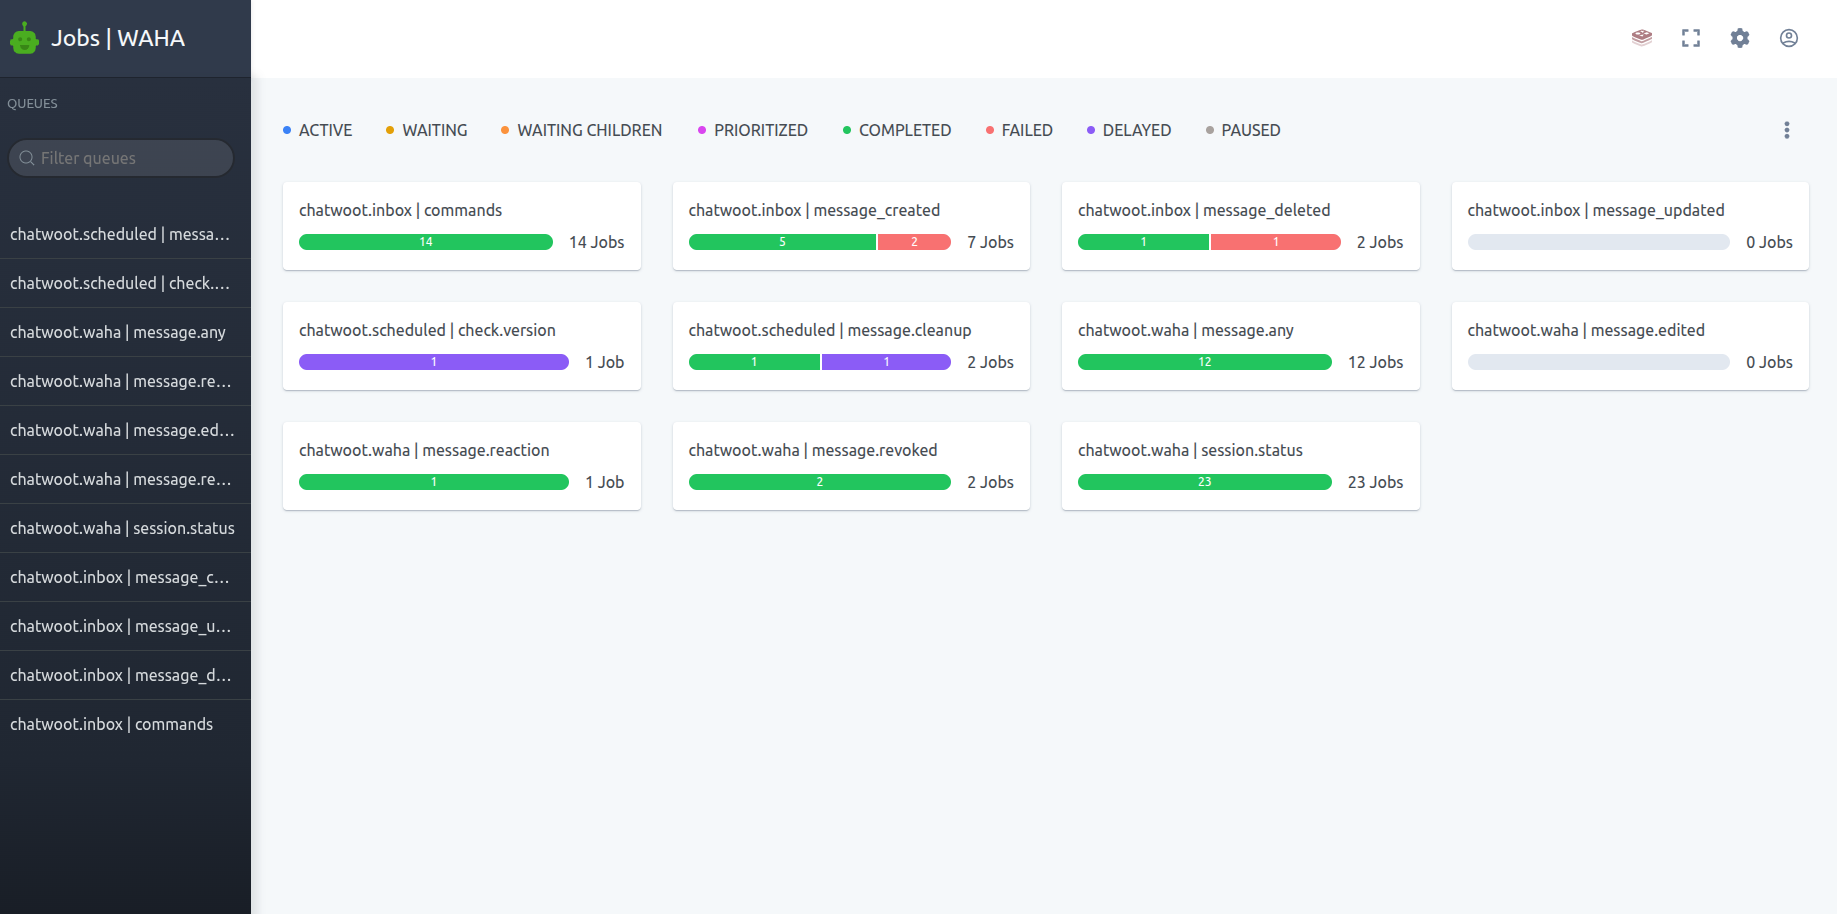 Jobs | WAHA
QUEUES
Filter queues
chatwoot.scheduled | messa...
chatwoot.scheduled | check....
chatwoot.waha | message.any
chatwoot.waha | message.re...
chatwoot.waha | message.ed...
chatwoot.waha | message.re...
chatwoot.waha | session.status
chatwoot.inbox | message_c...
chatwoot.inbox | message_u...
chatwoot.inbox | message_d...
chatwoot.inbox | commands
ACTIVE WAITING WAITING CHILDREN PRIORITIZED COMPLETED FAILED DELAYED PAUSED
chatwoot.inbox | commands
14 14 Jobs
chatwoot.inbox | message_created
5 2 7 Jobs
chatwoot.inbox | message_deleted
1 1 2 Jobs
chatwoot.inbox | message_updated
0 Jobs
chatwoot.scheduled | check.version
1 1 Job
chatwoot.scheduled | message.cleanup
1 1 2 Jobs
chatwoot.waha | message.any
12 12 Jobs
chatwoot.waha | message.edited
0 Jobs
chatwoot.waha | message.reaction
1 1 Job
chatwoot.waha | message.revoked
2 2 Jobs
chatwoot.waha | session.status
23 23 Jobs